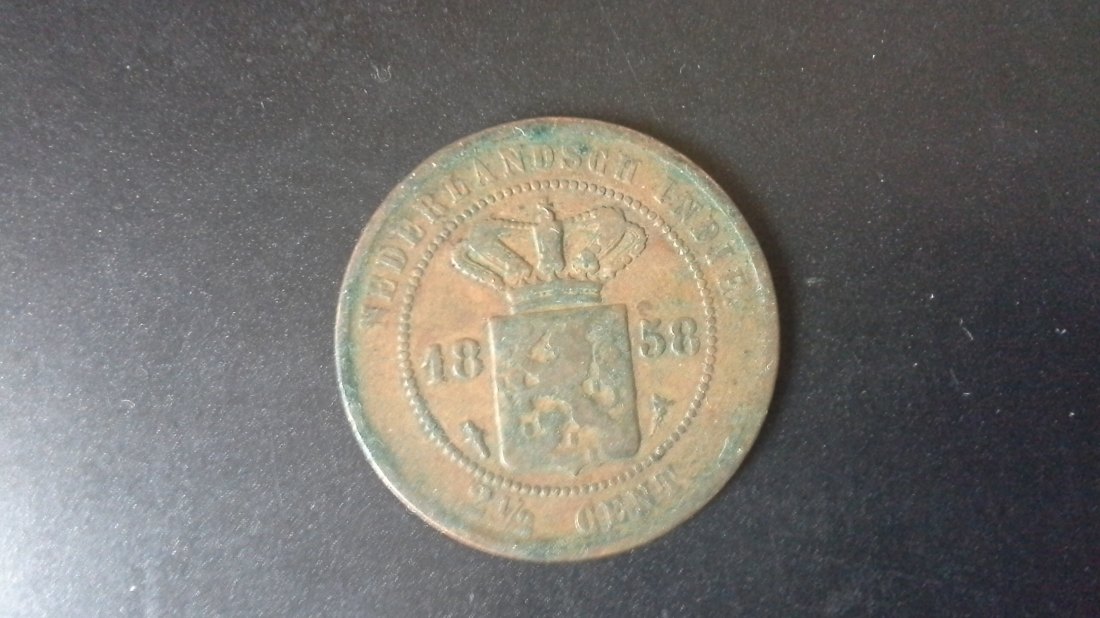 NEDERLANDSCH INDIE
18 58
2½ CENT